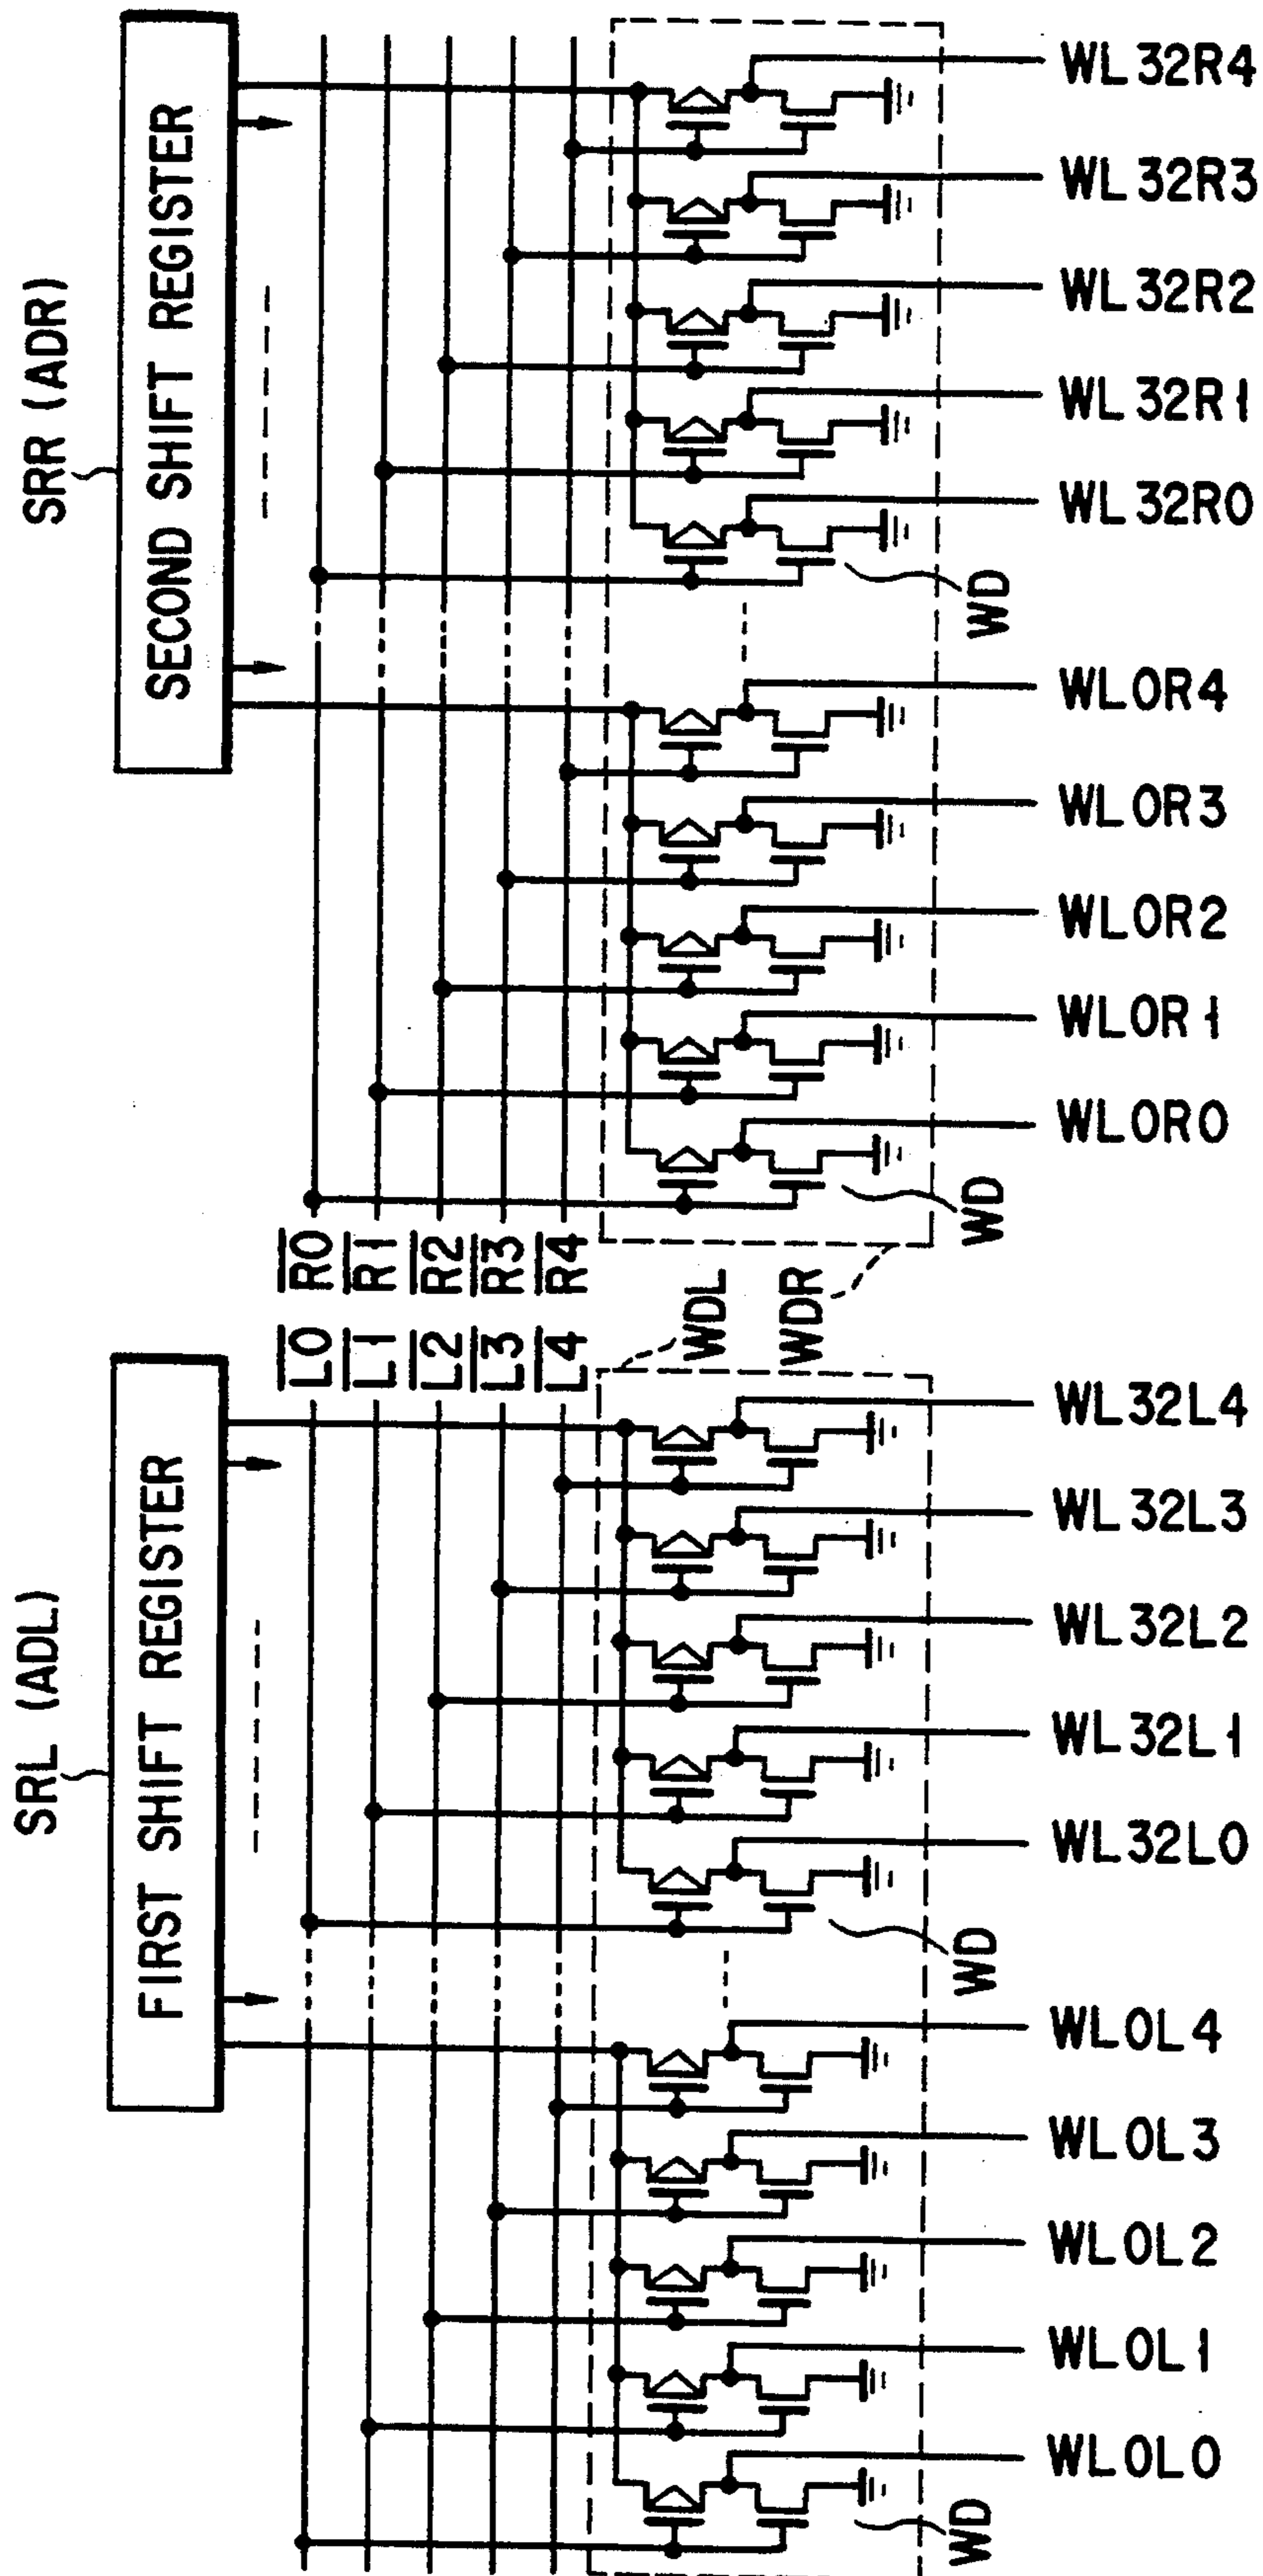 SRL (ADL)
SRR (ADR)
FIRST SHIFT REGISTER
SECOND SHIFT REGISTER
L0 R0
L1 R1
L2 R2
L3 R3
L4 R4
WDL
WDR
WD
WD
WD
WD
WL0L0
WL0L1
WL0L2
WL0L3
WL0L4
WL32L0
WL32L1
WL32L2
WL32L3
WL32L4
WL0R0
WL0R1
WL0R2
WL0R3
WL0R4
WL32R0
WL32R1
WL32R2
WL32R3
WL32R4